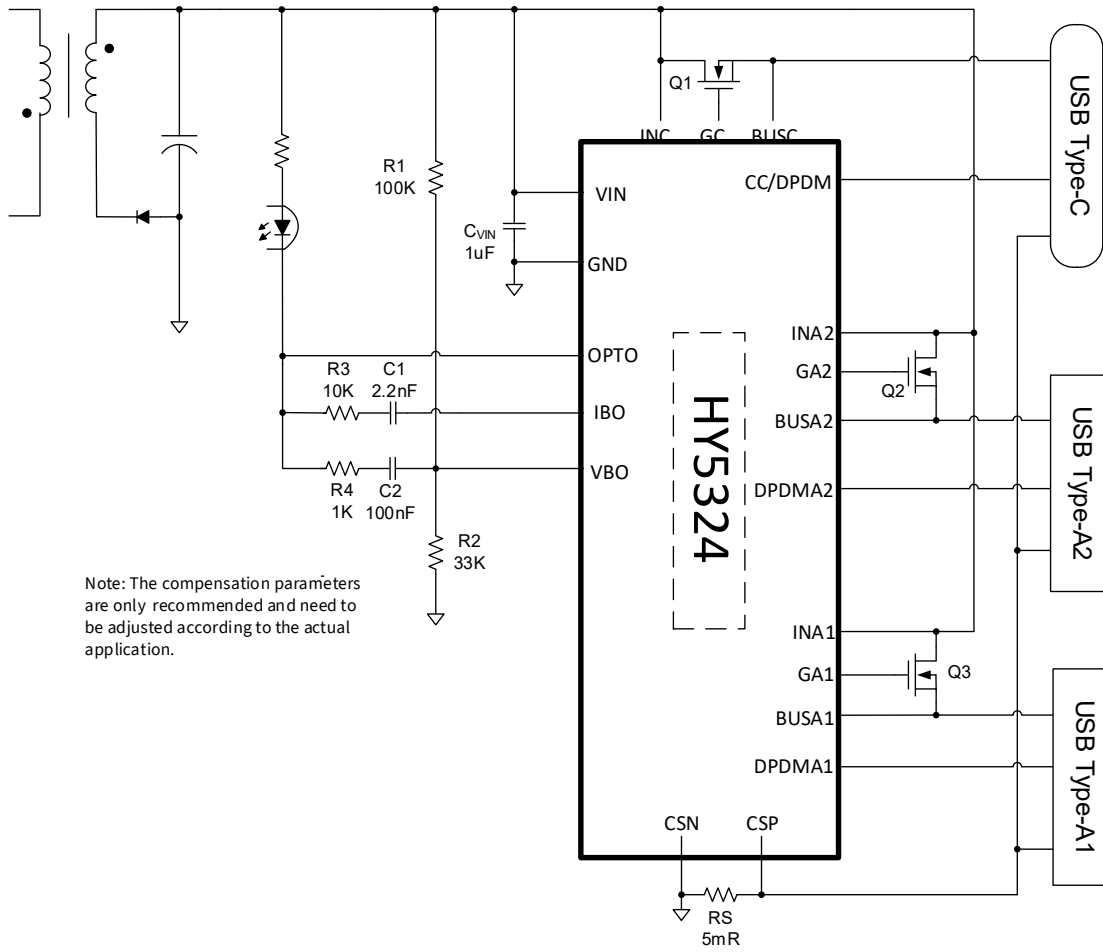 Q1
INC
GC
BUSC
USB Type-C
R1
100K
VIN
CC/DPDM
CVIN
1uF
GND
INA2
OPTO
GA2
Q2
R3
10K
C1
2.2nF
IBO
BUSA2
HY5324
VBO
R4
1K
C2
100nF
DPDMA2
USB Type-A2
R2
33K
Note: The compensation parameters
are only recommended and need to
be adjusted according to the actual
application.
INA1
GA1
Q3
BUSA1
DPDMA1
USB Type-A1
CSN
CSP
RS
5mR